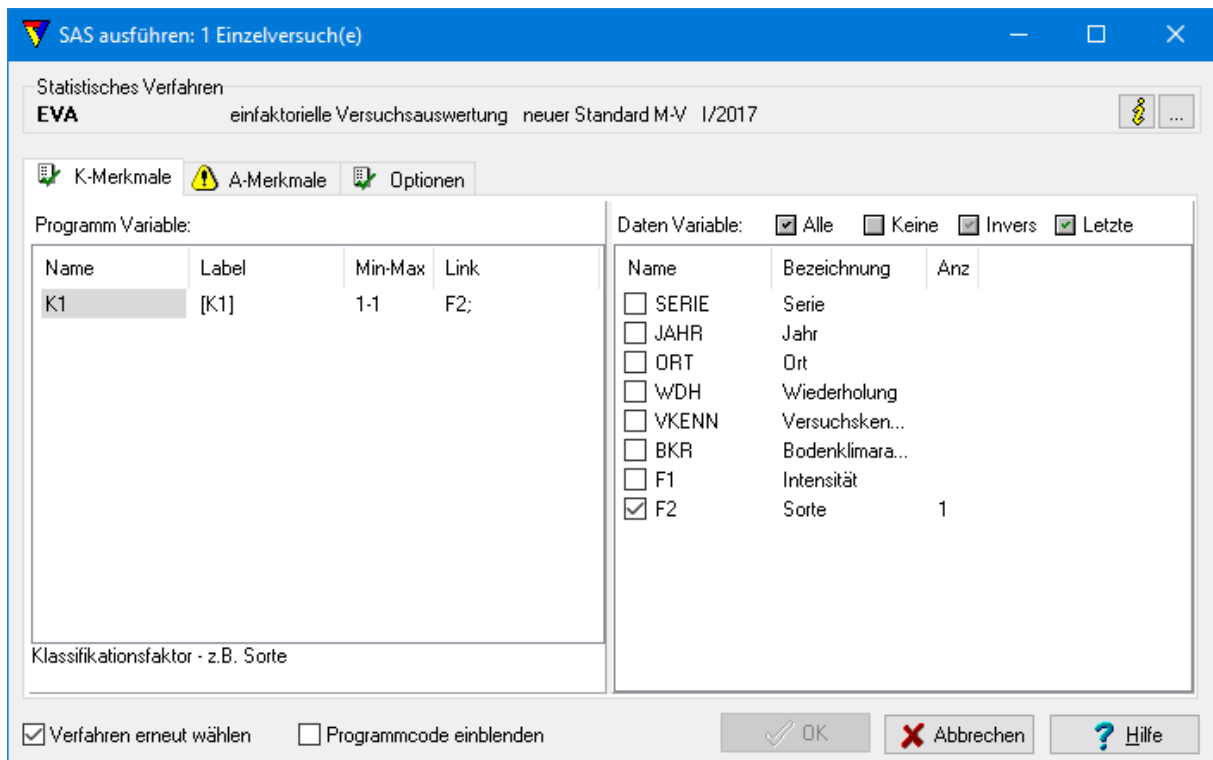 SAS ausführen: 1 Einzelversuch(e)
Statistisches Verfahren
EVA einfaktorielle Versuchsauswertung neuer Standard M-V I/2017
...
K-Merkmale A-Merkmale Optionen
Programm Variable:
Name Label Min-Max Link
K1 [K1] 1-1 F2;
Klassifikationsfaktor - z.B. Sorte
Daten Variable: Alle Keine Invers Letzte
Name Bezeichnung Anz
SERIE Serie
JAHR Jahr
ORT Ort
WDH Wiederholung
VKENN Versuchsken...
BKR Bodenklimara...
F1 Intensität
F2 Sorte 1
Verfahren erneut wählen Programmcode einblenden OK Abbrechen Hilfe